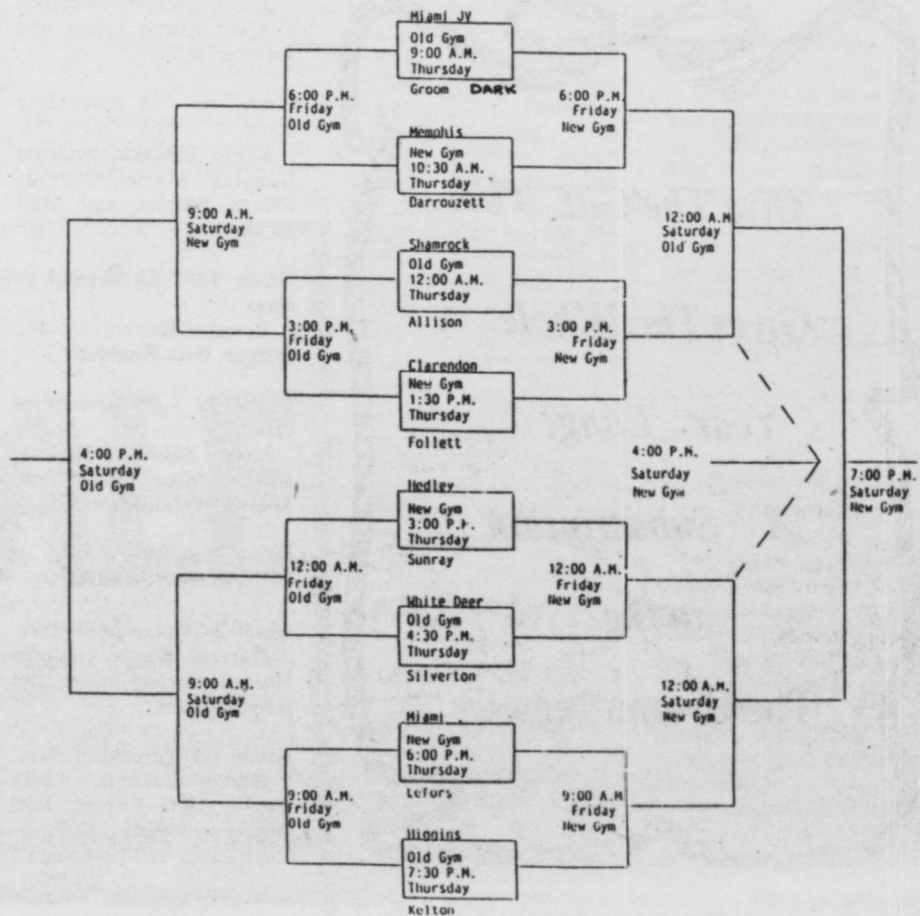 Miami JV
Old Gym
9:00 A.M.
Thursday
Groom DARK
6:00 P.M.
Friday
Old Gym
6:00 P.M.
Friday
New Gym
Memphis
New Gym
10:30 A.M.
Thursday
Darrouzett
9:00 A.M.
Saturday
New Gym
12:00 A.M
Saturday
Old Gym
Shamrock
Old Gym
12:00 A.M.
Thursday
Allison
3:00 P.M.
Friday
Old Gym
3:00 P.M.
Friday
New Gym
Clarendon
New Gym
1:30 P.M.
Thursday
Follett
4:00 P.M.
Saturday
Old Gym
4:00 P.M.
Saturday
New Gym
7:00 P.M.
Saturday
New Gym
Hedley
New Gym
3:00 P.M.
Thursday
Sunray
12:00 A.M.
Friday
Old Gym
12:00 A.M.
Friday
New Gym
White Deer
Old Gym
4:30 P.M.
Thursday
Silverton
9:00 A.M.
Saturday
Old Gym
12:00 A.M.
Saturday
New Gym
Miami
New Gym
6:00 P.M.
Thursday
Lefors
9:00 A.M.
Friday
Old Gym
9:00 A.M
Friday
New Gym
Higgins
Old Gym
7:30 P.M.
Thursday
Kelton